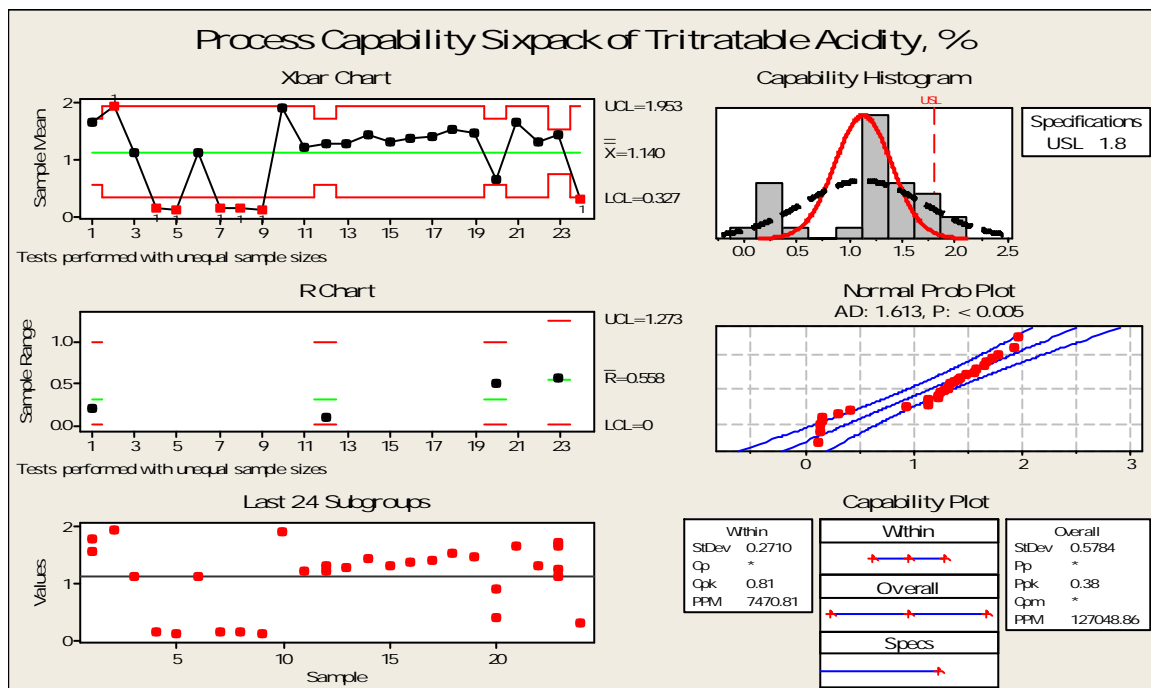 Process Capability Sixpack of Tritratable Acidity, %
Xbar Chart
Sample Mean
2
1
0
1
1
1
1
1
1
1
UCL=1.953
X=1.140
LCL=0.327
1 3 5 7 9 11 13 15 17 19 21 23
Tests performed with unequal sample sizes
Capability Histogram
USL
0.0 0.5 1.0 1.5 2.0 2.5
Specifications
USL 1.8
R Chart
Sample Range
1.0
0.5
0.0
UCL=1.273
R=0.558
LCL=0
1 3 5 7 9 11 13 15 17 19 21 23
Tests performed with unequal sample sizes
Normal Prob Plot
AD: 1.613, P: < 0.005
0 1 2 3
Last 24 Subgroups
Values
2
1
0
5 10 15 20
Sample
Capability Plot
Within
StDev 0.2710
Cp *
Cpk 0.81
PPM 7470.81
Within
Overall
Specs
Overall
StDev 0.5784
Pp *
Ppk 0.38
Cpm *
PPM 127048.86